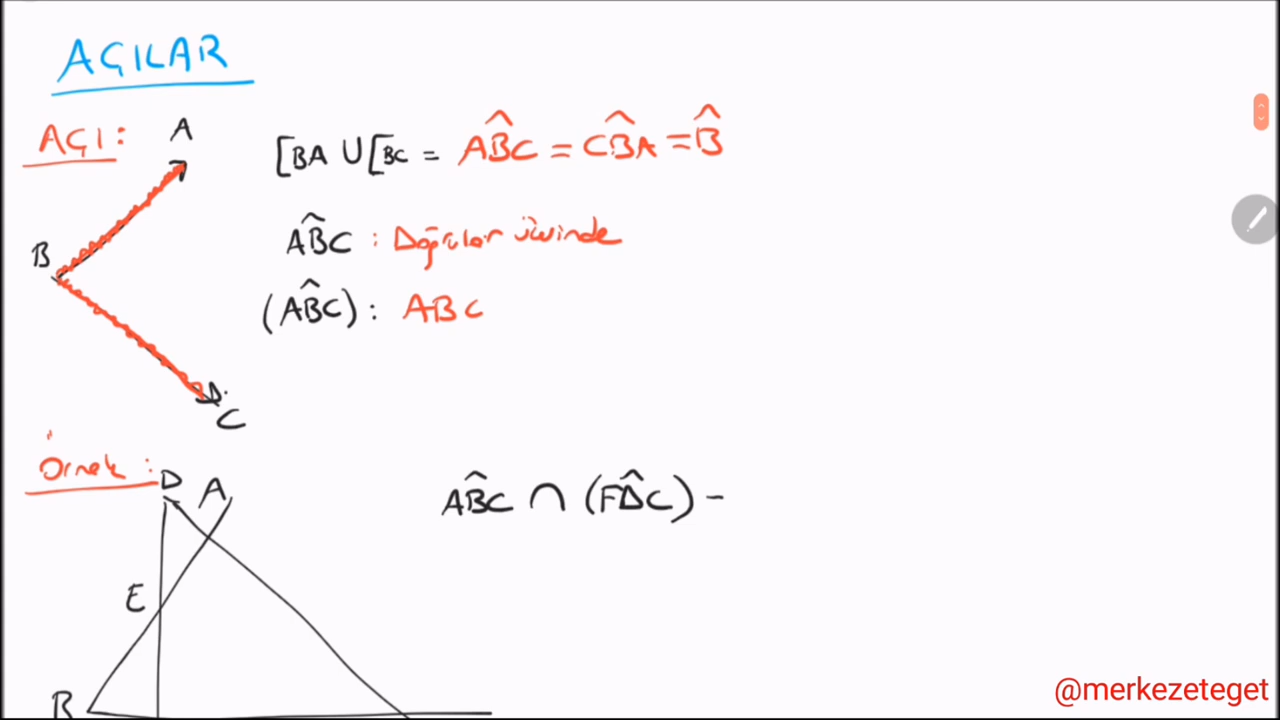 AÇILAR
AÇI:
A
B
C
[BA ∪ [BC = AB̂C = CB̂A = B̂
AB̂C : Doğrular üzerinde
(AB̂C) : ABC
Örnek :
D A
E
B
AB̂C ∩ (FD̂C) =
@merkezeteget